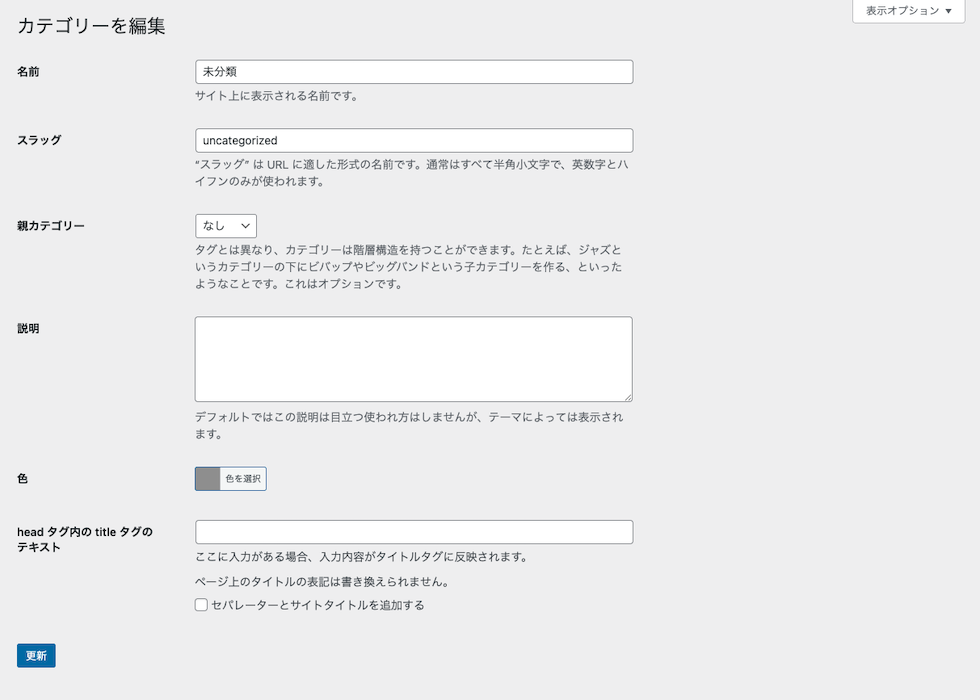 表示オプション ▼
カテゴリーを編集
名前
未分類
サイト上に表示される名前です。
スラッグ
uncategorized
“スラッグ” は URL に適した形式の名前です。通常はすべて半角小文字で、英数字とハ
イフンのみが使われます。
親カテゴリー
なし
タグとは異なり、カテゴリーは階層構造を持つことができます。たとえば、ジャズと
いうカテゴリーの下にビバップやビッグバンドという子カテゴリーを作る、といった
ようなことです。これはオプションです。
説明
デフォルトではこの説明は目立つ使われ方はしませんが、テーマによっては表示され
ます。
色
色を選択
head タグ内の title タグの
テキスト
ここに入力がある場合、入力内容がタイトルタグに反映されます。
ページ上のタイトルの表記は書き換えられません。
セパレーターとサイトタイトルを追加する
更新